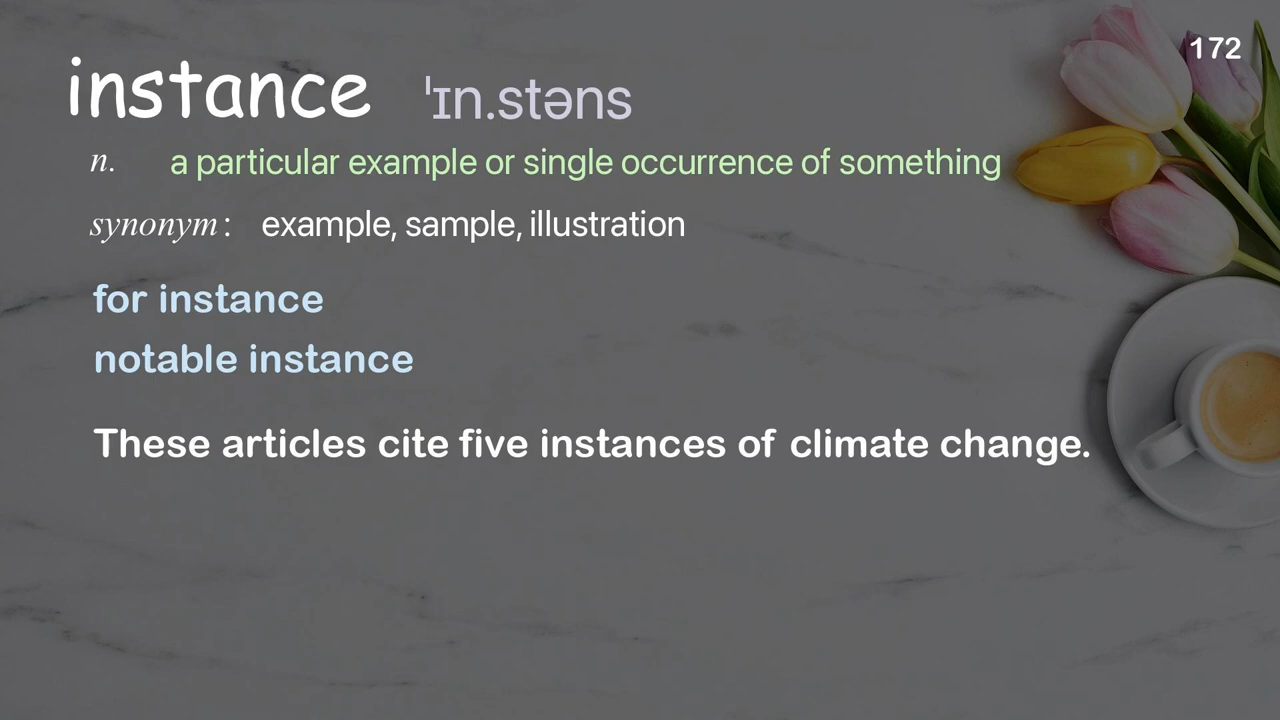 172
instance ˈɪn.stəns
n. a particular example or single occurrence of something
synonym: example, sample, illustration
for instance
notable instance
These articles cite five instances of climate change.